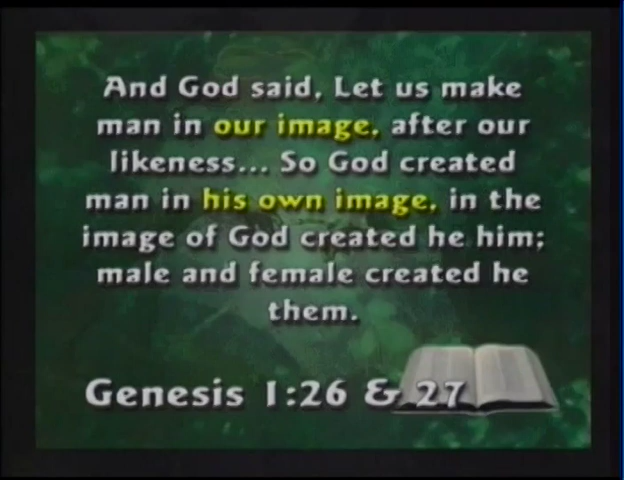 And God said, Let us make
man in our image, after our
likeness... So God created
man in his own image, in the
image of God created he him;
male and female created he
them.
Genesis 1:26 & 27